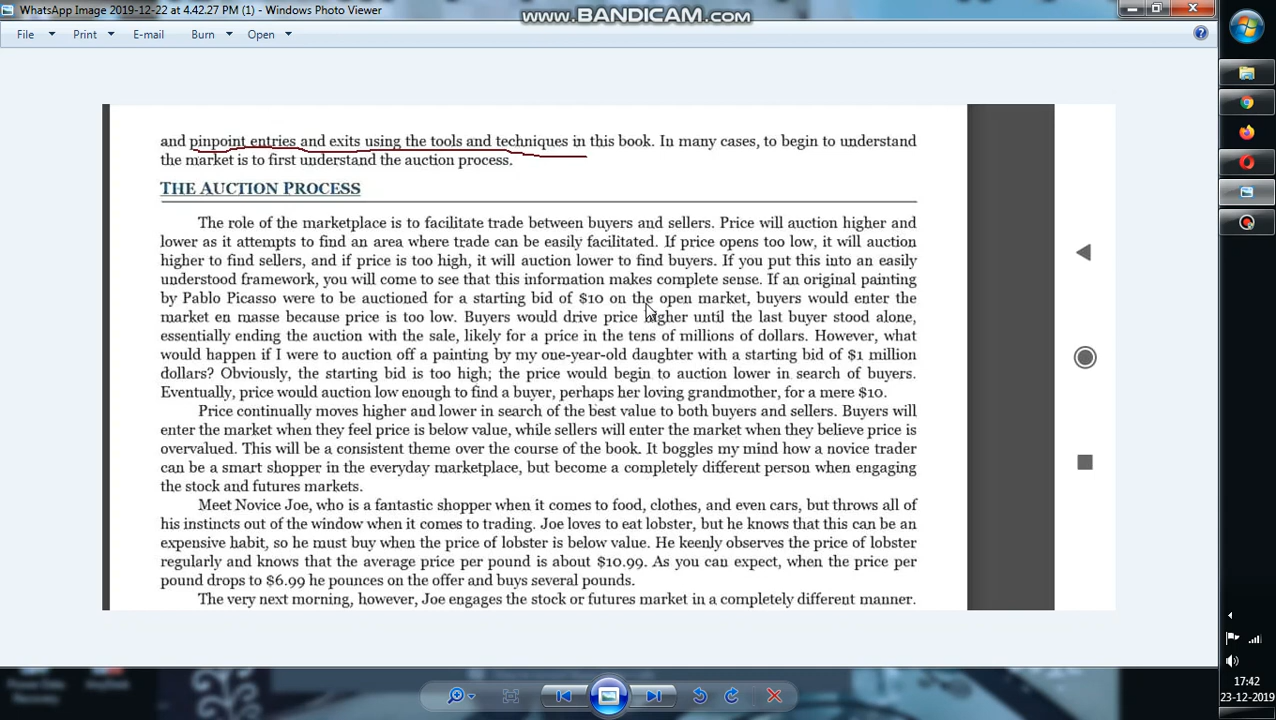 WhatsApp Image 2019-12-22 at 4.42.27 PM (1) - Windows Photo Viewer
www.BANDICAM.com
File Print E-mail Burn Open
and pinpoint entries and exits using the tools and techniques in this book. In many cases, to begin to understand
the market is to first understand the auction process.
THE AUCTION PROCESS
The role of the marketplace is to facilitate trade between buyers and sellers. Price will auction higher and
lower as it attempts to find an area where trade can be easily facilitated. If price opens too low, it will auction
higher to find sellers, and if price is too high, it will auction lower to find buyers. If you put this into an easily
understood framework, you will come to see that this information makes complete sense. If an original painting
by Pablo Picasso were to be auctioned for a starting bid of $10 on the open market, buyers would enter the
market en masse because price is too low. Buyers would drive price higher until the last buyer stood alone,
essentially ending the auction with the sale, likely for a price in the tens of millions of dollars. However, what
would happen if I were to auction off a painting by my one-year-old daughter with a starting bid of $1 million
dollars? Obviously, the starting bid is too high; the price would begin to auction lower in search of buyers.
Eventually, price would auction low enough to find a buyer, perhaps her loving grandmother, for a mere $10.
Price continually moves higher and lower in search of the best value to both buyers and sellers. Buyers will
enter the market when they feel price is below value, while sellers will enter the market when they believe price is
overvalued. This will be a consistent theme over the course of the book. It boggles my mind how a novice trader
can be a smart shopper in the everyday marketplace, but become a completely different person when engaging
the stock and futures markets.
Meet Novice Joe, who is a fantastic shopper when it comes to food, clothes, and even cars, but throws all of
his instincts out of the window when it comes to trading. Joe loves to eat lobster, but he knows that this can be an
expensive habit, so he must buy when the price of lobster is below value. He keenly observes the price of lobster
regularly and knows that the average price per pound is about $10.99. As you can expect, when the price per
pound drops to $6.99 he pounces on the offer and buys several pounds.
The very next morning, however, Joe engages the stock or futures market in a completely different manner.
17:42
23-12-2019